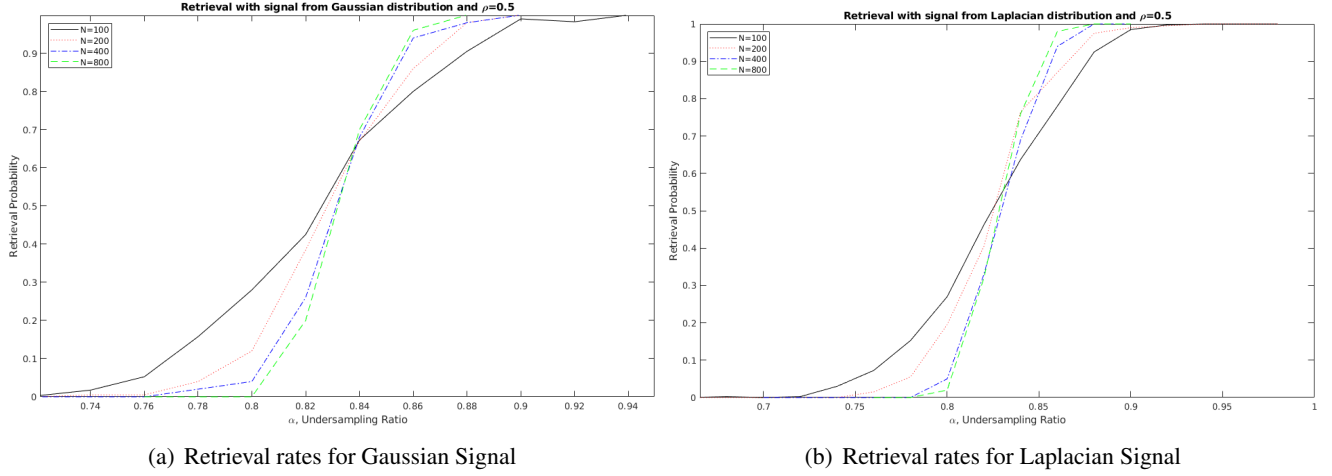 Retrieval with signal from Gaussian distribution and ρ=0.5
N=100
N=200
N=400
N=800
Retrieval Probability
0.9
0.8
0.7
0.6
0.5
0.4
0.3
0.2
0.1
0
0.74
0.76
0.78
0.8
0.82
0.84
0.86
0.88
0.9
0.92
0.94
α, Undersampling Ratio
(a) Retrieval rates for Gaussian Signal
Retrieval with signal from Laplacian distribution and ρ=0.5
N=100
N=200
N=400
N=800
Retrieval Probability
1
0.9
0.8
0.7
0.6
0.5
0.4
0.3
0.2
0.1
0
0.7
0.75
0.8
0.85
0.9
0.95
1
α, Undersampling Ratio
(b) Retrieval rates for Laplacian Signal